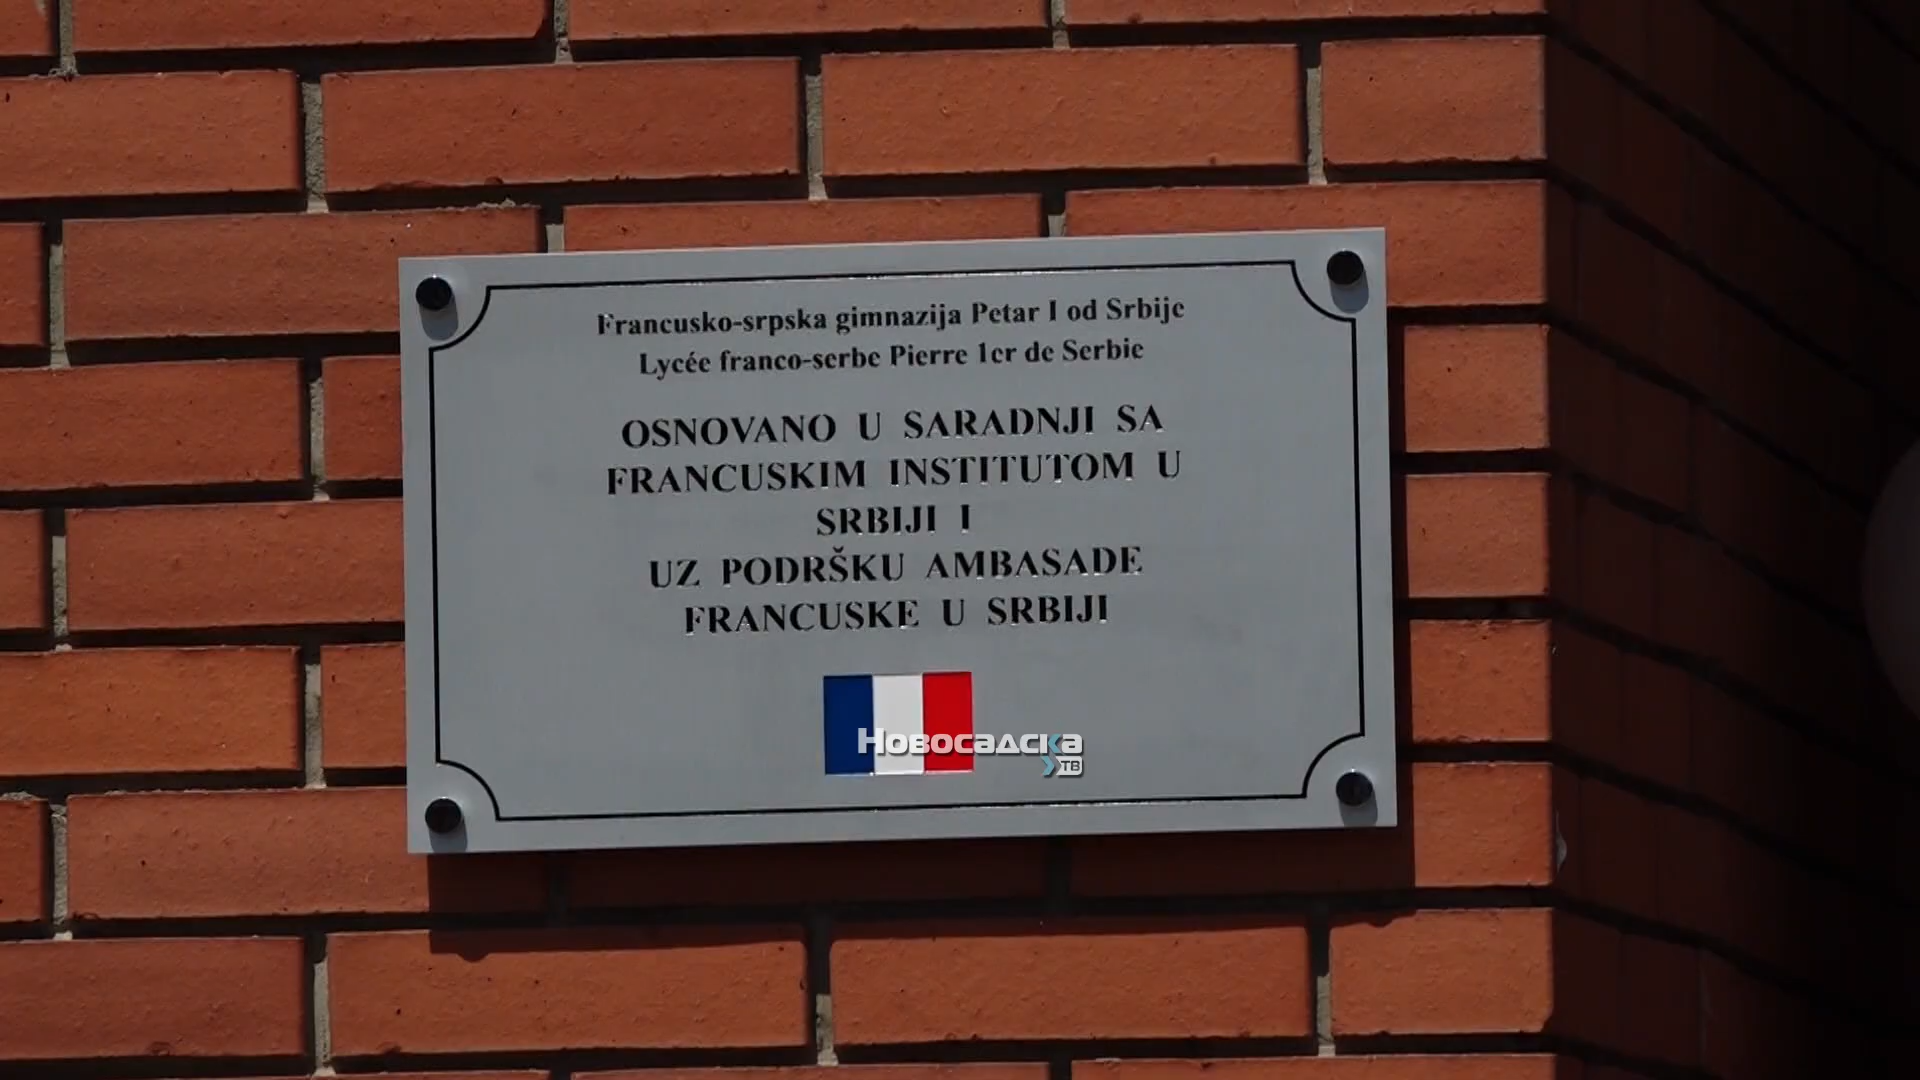 Francusko-srpska gimnazija Petar I od Srbije
Lycée franco-serbe Pierre 1er de Serbie
OSNOVANO U SARADNJI SA
FRANCUSKIM INSTITUTOM U
SRBIJI I
UZ PODRŠKU AMBASADE
FRANCUSKE U SRBIJI
Новосадска
ТВ